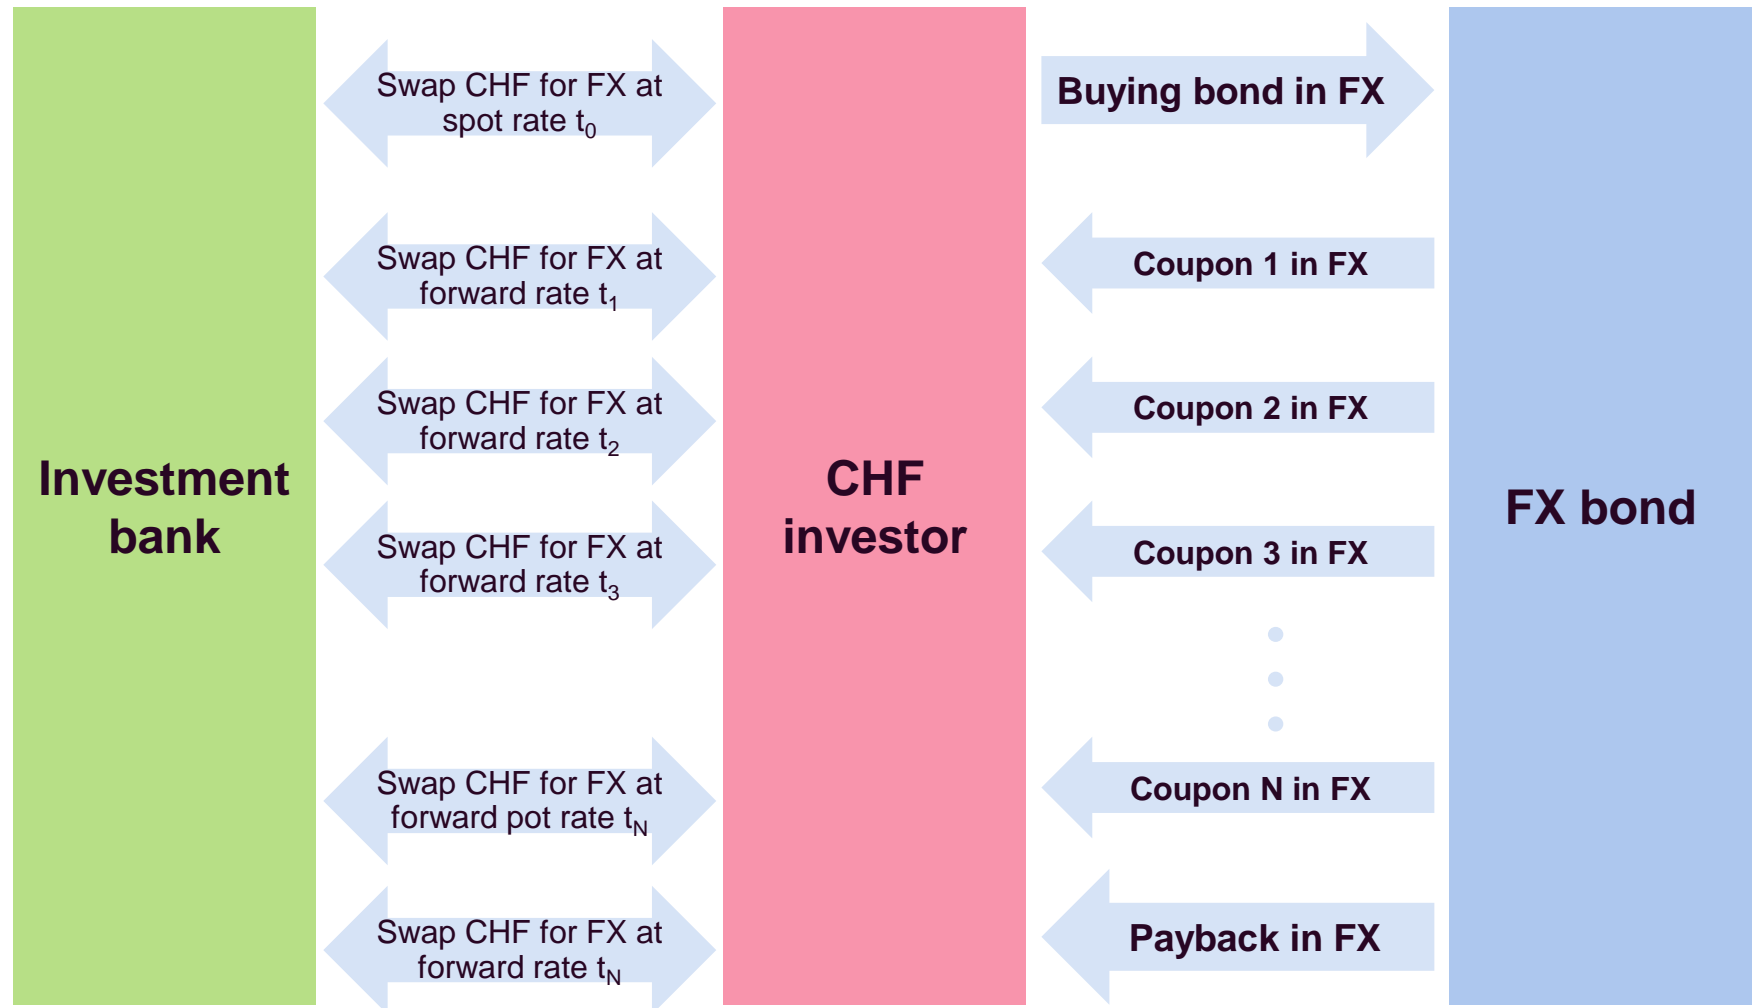 Investment
bank
Swap CHF for FX at
spot rate t₀
Swap CHF for FX at
forward rate t₁
Swap CHF for FX at
forward rate t₂
Swap CHF for FX at
forward rate t₃
Swap CHF for FX at
forward pot rate t_N
Swap CHF for FX at
forward rate t_N
CHF
investor
Buying bond in FX
Coupon 1 in FX
Coupon 2 in FX
Coupon 3 in FX
Coupon N in FX
Payback in FX
FX bond